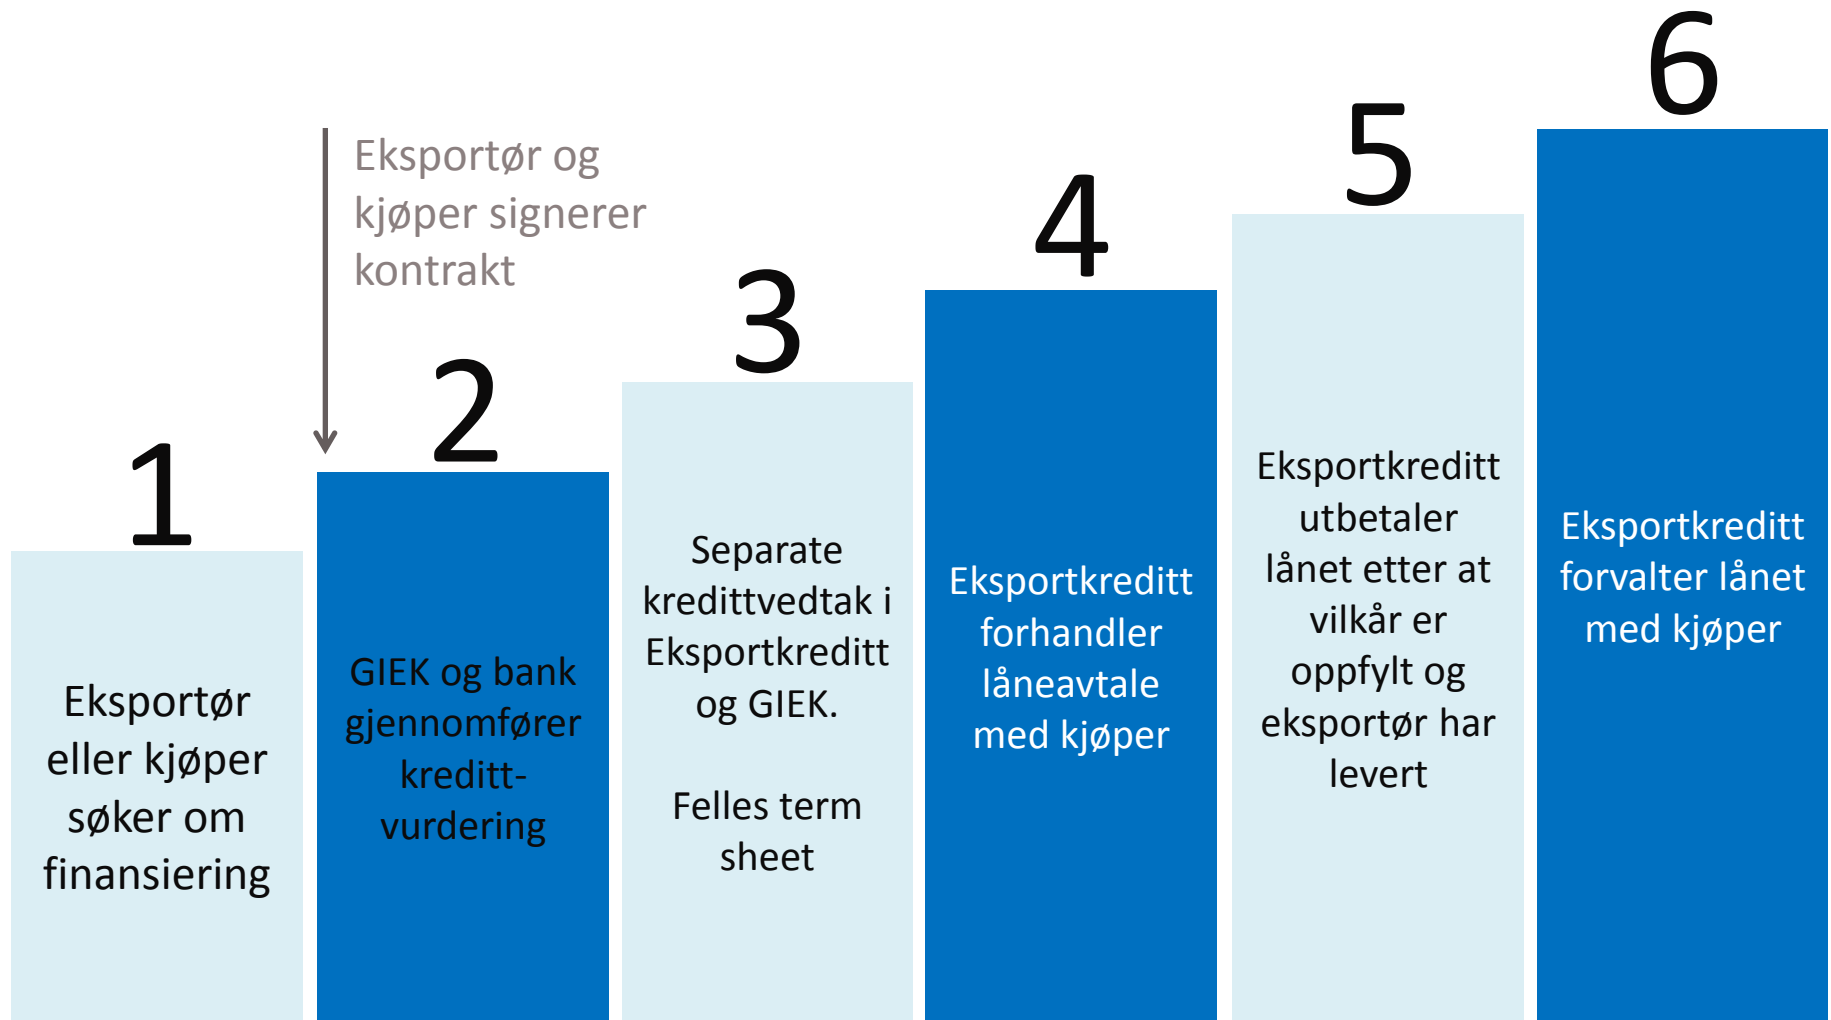 1
Eksportør
eller kjøper
søker om
finansiering
Eksportør og
kjøper signerer
kontrakt
2
GIEK og bank
gjennomfører
kreditt-
vurdering
3
Separate
kredittvedtak i
Eksportkreditt
og GIEK.
Felles term
sheet
4
Eksportkreditt
forhandler
låneavtale
med kjøper
5
Eksportkreditt
utbetaler
lånet etter at
vilkår er
oppfylt og
eksportør har
levert
6
Eksportkreditt
forvalter lånet
med kjøper